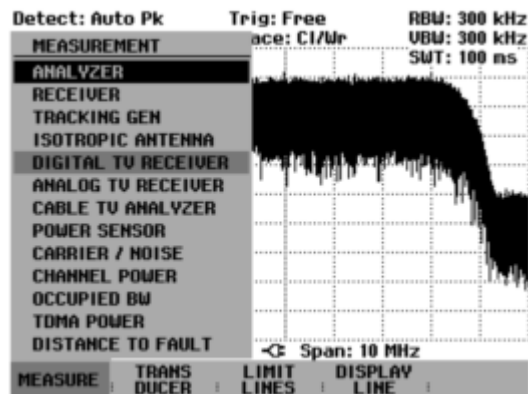 Detect: Auto Pk Trig: Free RBW: 300 kHz
ace: Cl/Wr VBW: 300 kHz
SWT: 100 ms
MEASUREMENT
ANALYZER
RECEIVER
TRACKING GEN
ISOTROPIC ANTENNA
DIGITAL TV RECEIVER
ANALOG TV RECEIVER
CABLE TV ANALYZER
POWER SENSOR
CARRIER / NOISE
CHANNEL POWER
OCCUPIED BW
TDMA POWER
DISTANCE TO FAULT
Span: 10 MHz
MEASURE
TRANS
DUCER
LIMIT
LINES
DISPLAY
LINE